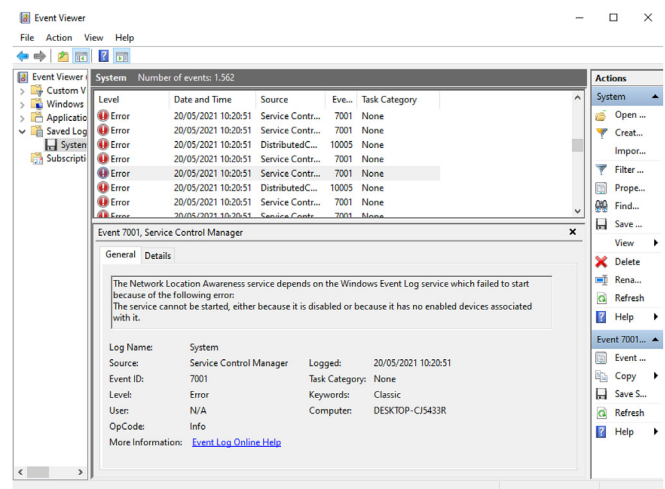 Event Viewer
File Action View Help
Event Viewer (
Custom V
Windows
Applicatio
Saved Log
System
Subscripti
System Number of events: 1.562
Level Date and Time Source Eve... Task Category
Error 20/05/2021 10:20:51 Service Contr... 7001 None
Error 20/05/2021 10:20:51 Service Contr... 7001 None
Error 20/05/2021 10:20:51 DistributedC... 10005 None
Error 20/05/2021 10:20:51 Service Contr... 7001 None
Error 20/05/2021 10:20:51 Service Contr... 7001 None
Error 20/05/2021 10:20:51 DistributedC... 10005 None
Error 20/05/2021 10:20:51 Service Contr... 7001 None
Error 20/05/2021 10:20:51 Service Contr... 7001 None
Event 7001, Service Control Manager
General Details
The Network Location Awareness service depends on the Windows Event Log service which failed to start
because of the following error:
The service cannot be started, either because it is disabled or because it has no enabled devices associated
with it.
Log Name: System
Source: Service Control Manager Logged: 20/05/2021 10:20:51
Event ID: 7001 Task Category: None
Level: Error Keywords: Classic
User: N/A Computer: DESKTOP-CJ5433R
OpCode: Info
More Information: Event Log Online Help
Actions
System
Open ...
Creat...
Impor...
Filter ...
Prope...
Find...
Save ...
View
Delete
Rena...
Refresh
Help
Event 7001...
Event ...
Copy
Save S...
Refresh
Help